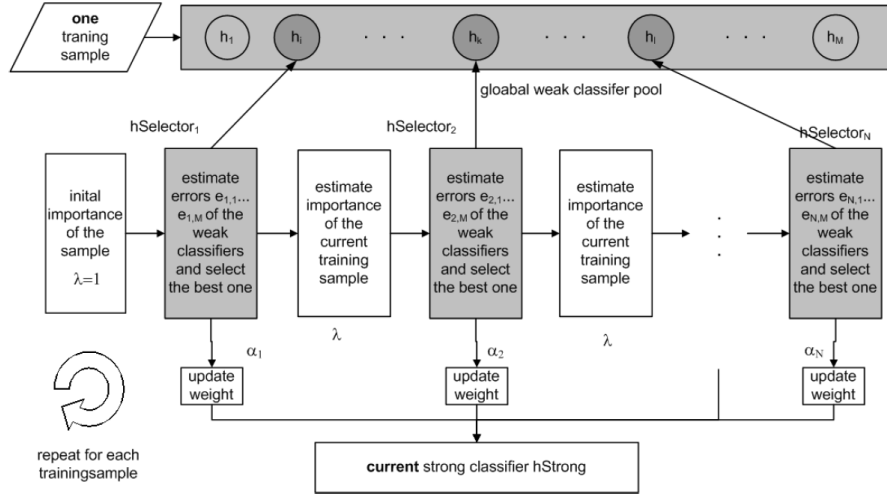 one
traning
sample
h1
hi
. . .
hk
. . .
hl
. . .
hM
gloabal weak classifer pool
hSelector1
hSelector2
hSelectorN
inital
importance
of the
sample
λ=1
estimate
errors e1,1...
e1,M of the
weak
classifiers
and select
the best one
estimate
importance
of the
current
training
sample
λ
estimate
errors e2,1...
e2,M of the
weak
classifiers
and select
the best one
estimate
importance
of the
current
training
sample
λ
.
.
.
estimate
errors eN,1...
eN,M of the
weak
classifiers
and select
the best one
α1
α2
αN
update
weight
update
weight
update
weight
repeat for each
trainingsample
current strong classifier hStrong